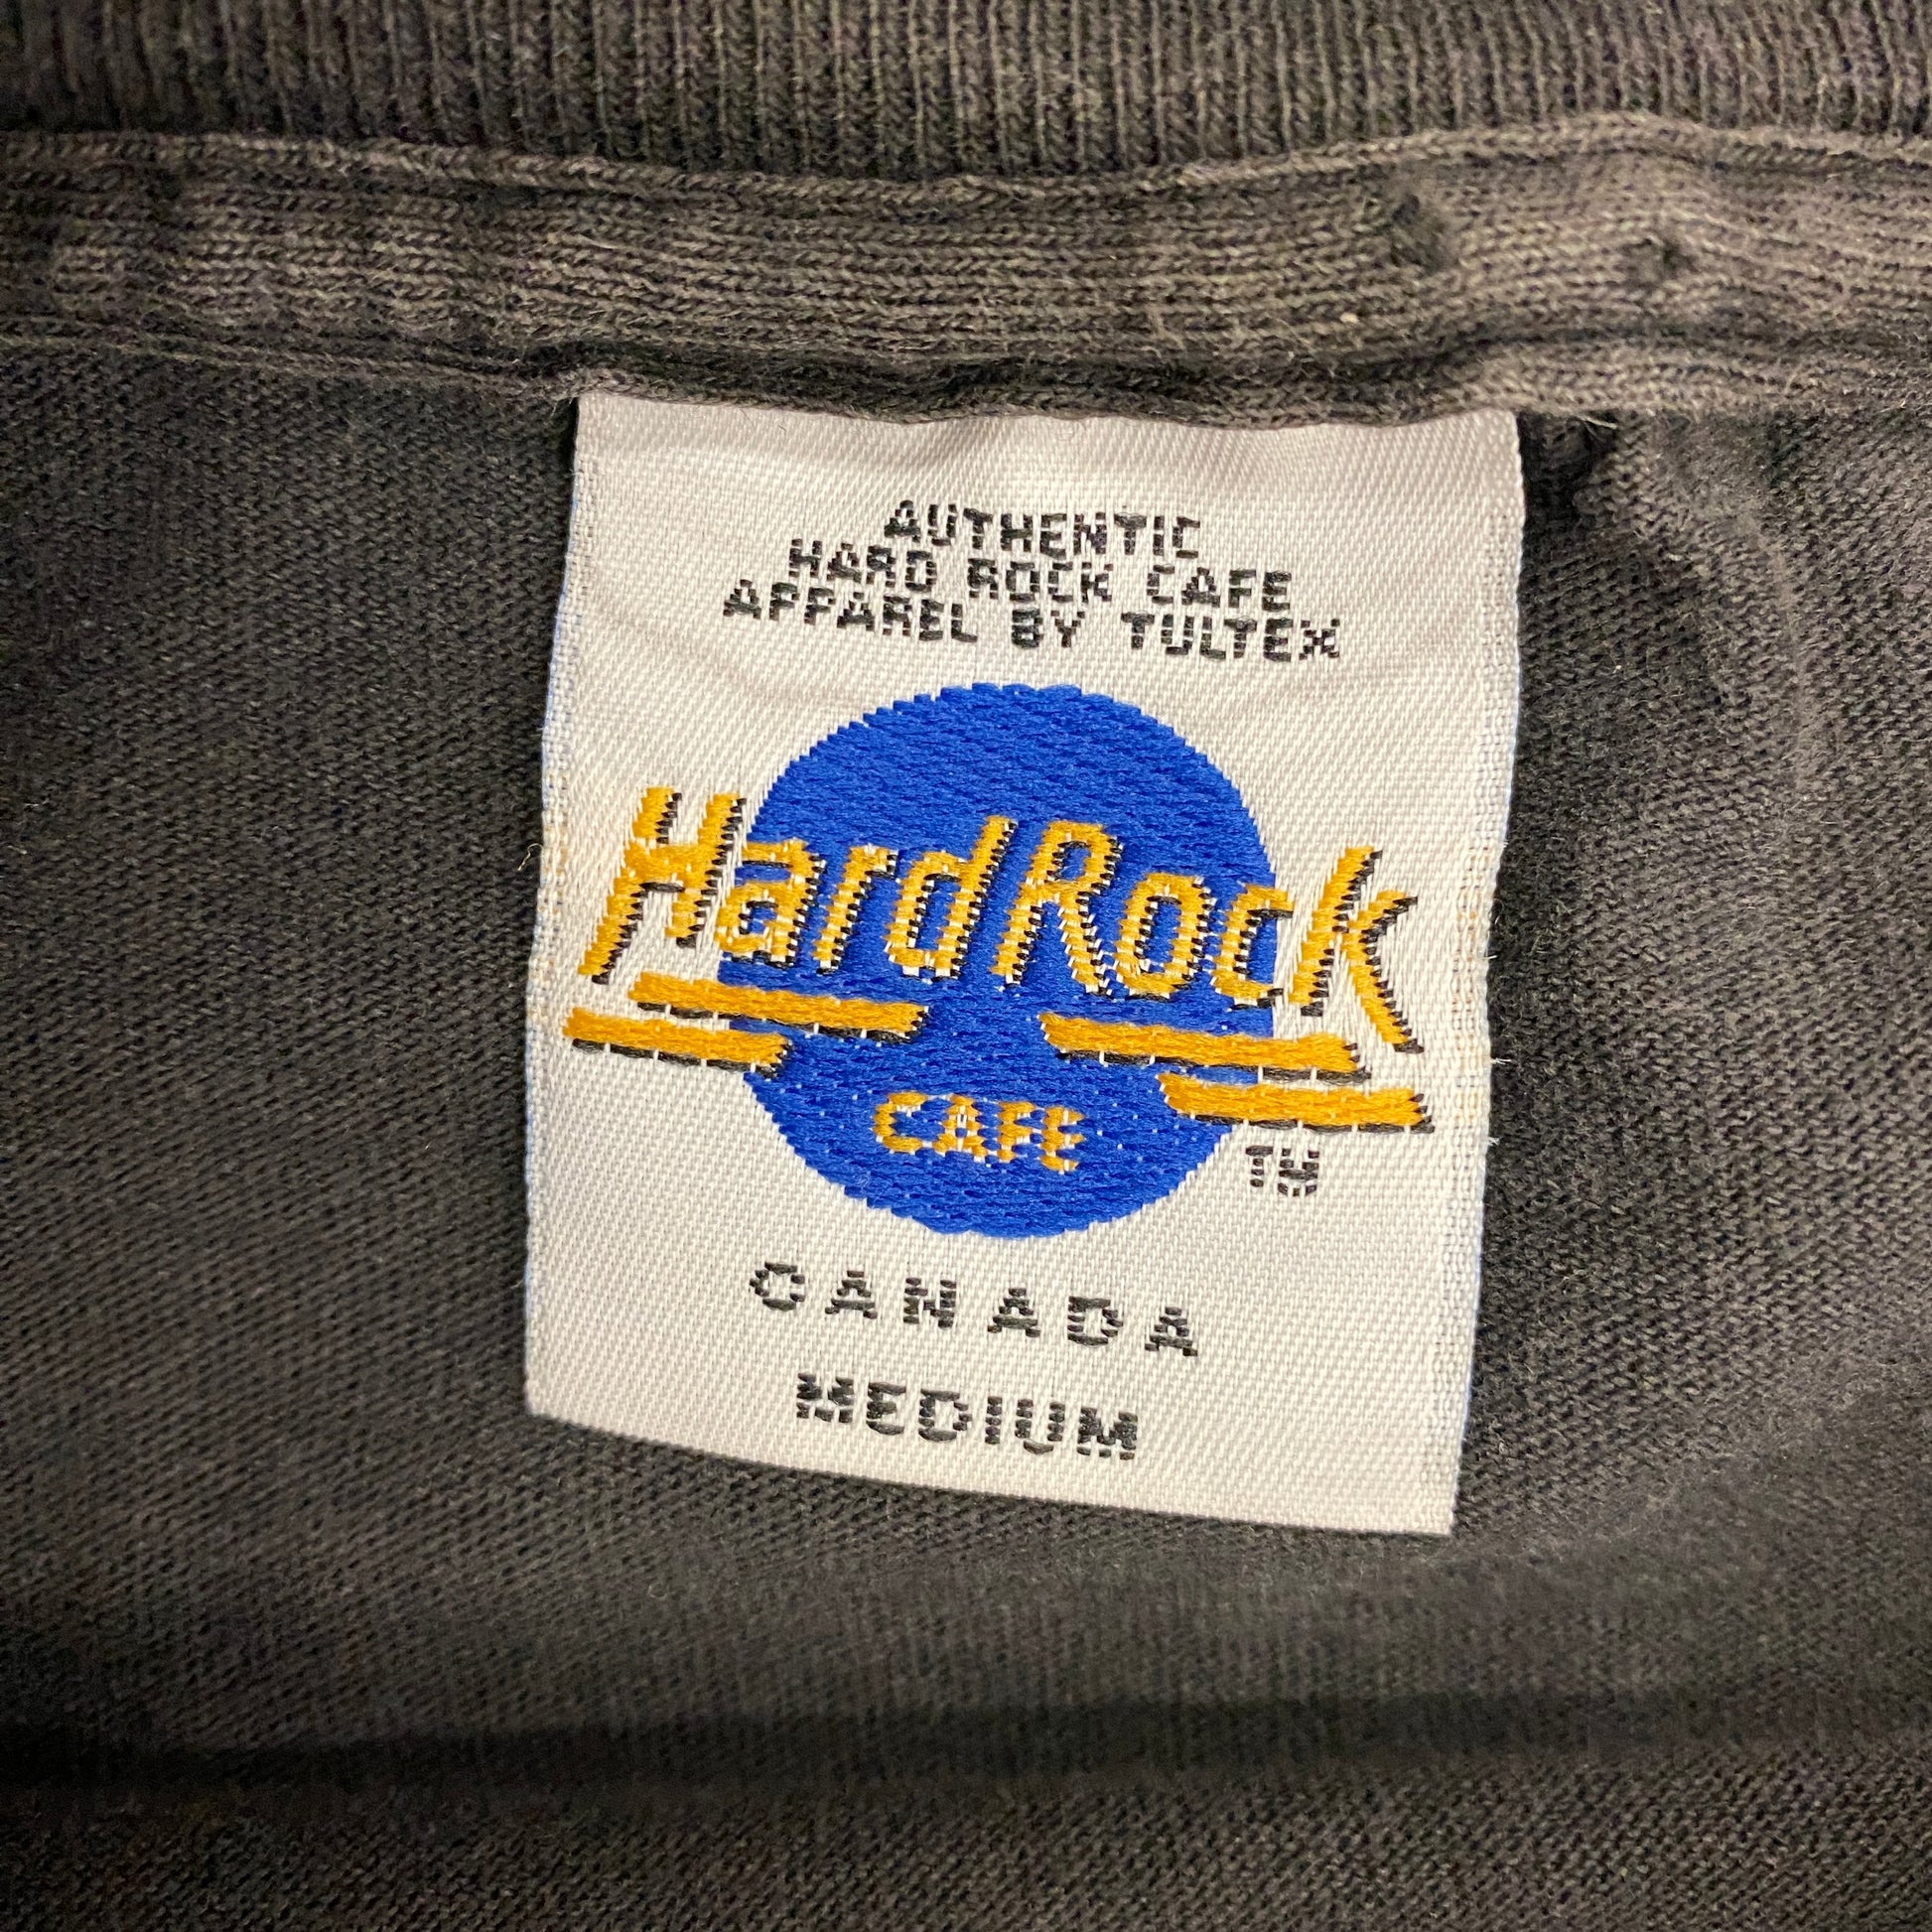 AUTHENTIC
HARD ROCK CAFE
APPAREL BY TULTEX
HardRock
CAFE
TM
CANADA
MEDIUM